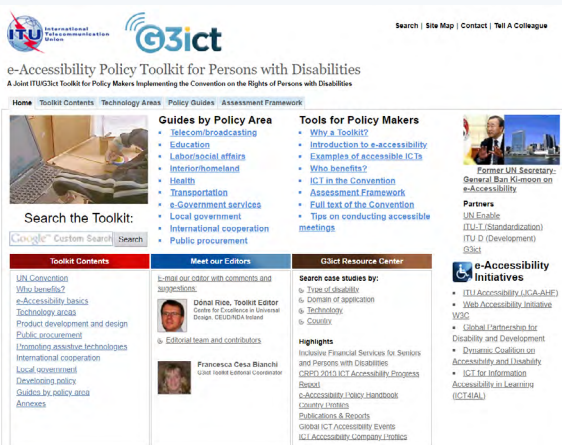 ITU
International
Telecommunication
Union
G3ict
Search | Site Map | Contact | Tell A Colleague
e-Accessibility Policy Toolkit for Persons with Disabilities
A Joint ITU/G3ict Toolkit for Policy Makers Implementing the Convention on the Rights of Persons with Disabilities
Home Toolkit Contents Technology Areas Policy Guides Assessment Framework
Search the Toolkit:
Google™ Custom Search Search
Guides by Policy Area
• Telecom/broadcasting
• Education
• Labor/social affairs
• Interior/homeland
• Health
• Transportation
• e-Government services
• Local government
• International cooperation
• Public procurement
Tools for Policy Makers
• Why a Toolkit?
• Introduction to e-accessibility
• Examples of accessible ICTs
• Who benefits?
• ICT in the Convention
• Assessment Framework
• Full text of the Convention
• Tips on conducting accessible
meetings
Former UN Secretary-
General Ban Ki-moon on
e-Accessibility
Partners
UN Enable
ITU-T (Standardization)
ITU D (Development)
G3ict
e-Accessibility
Initiatives
• ITU Accessibility (JCA-AHF)
• Web Accessibility Initiative
W3C
• Global Partnership for
Disability and Development
• Dynamic Coalition on
Accessibility and Disability
• ICT for Information
Accessibility in Learning
(ICT4IAL)
Toolkit Contents
UN Convention
Who benefits?
e-Accessibility basics
Technology areas
Product development and design
Public procurement
Promoting assistive technologies
International cooperation
Local government
Developing policy
Guides by policy area
Annexes
Meet our Editors
E-mail our editor with comments and
suggestions.
Dónal Rice, Toolkit Editor
Centre for Excellence in Universal
Design, CEUD/NDA Ireland
Editorial team and contributors
Francesca Cesa Bianchi
G3ict Toolkit Editorial Coordinator
G3ict Resource Center
Search case studies by:
Type of disability
Domain of application
Technology
Country
Highlights
Inclusive Financial Services for Seniors
and Persons with Disabilities
CRPD 2013 ICT Accessibility Progress
Report
e-Accessibility Policy Handbook
Country Profiles
Publications & Reports
Global ICT Accessibility Events
ICT Accessibility Company Profiles